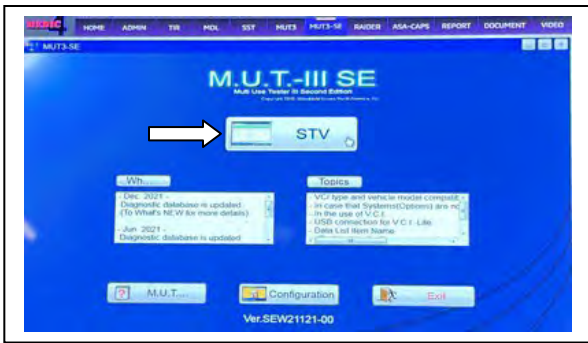 HOME ADMIN TIR MDL SST MUT3 MUT3-SE RAIDER ASA-CAPS REPORT DOCUMENT VIDEO
MUT3-SE
M.U.T.-III SE
Multi Use Tester III Second Edition
STV
Wh......
Topics
- Dec. 2021 -
Diagnostic database is updated
(To What's NEW for more details)
- Jun. 2021 -
Diagnostic database is updated
- VCI type and vehicle model compatib
- In case that Systems(Options) are no
- In the use of V.C.I.
- USB connection for V.C.I.-Lite
- Data List Item Name
M.U.T....
Configuration
Exit
Ver.SEW21121-00